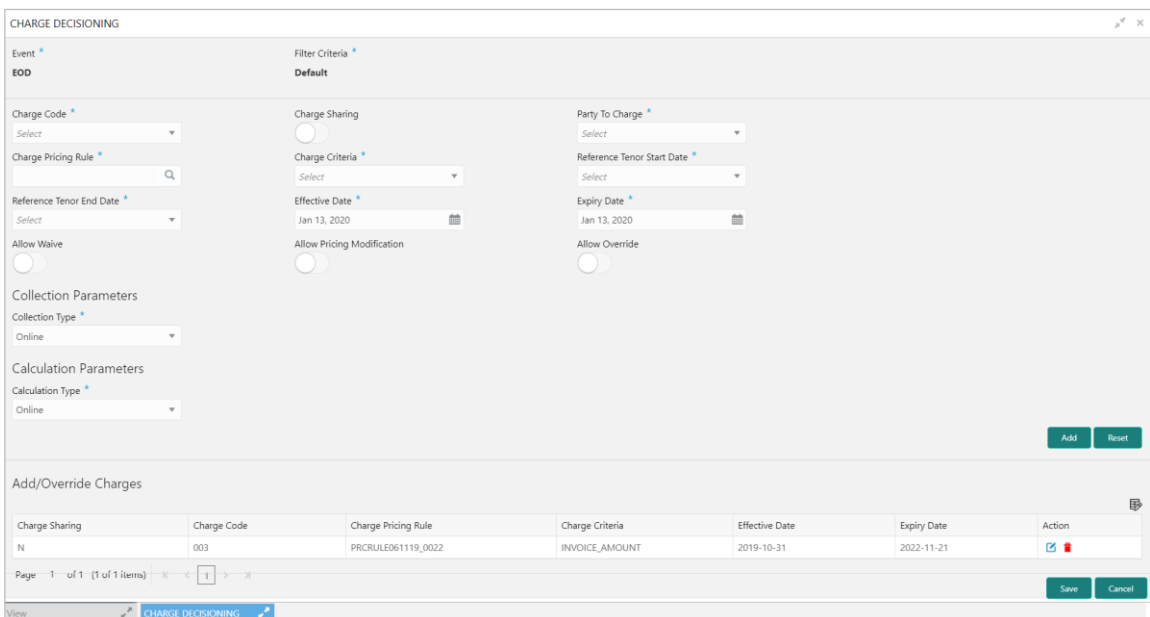 CHARGE DECISIONING
Event * Filter Criteria *
EOD Default
Charge Code * Charge Sharing Party To Charge *
Select Select
Charge Pricing Rule * Charge Criteria * Reference Tenor Start Date *
Select Select
Reference Tenor End Date * Effective Date * Expiry Date *
Select Jan 13, 2020 Jan 13, 2020
Allow Waive Allow Pricing Modification Allow Override
Collection Parameters
Collection Type *
Online
Calculation Parameters
Calculation Type *
Online
Add Reset
Add/Override Charges
Charge Sharing Charge Code Charge Pricing Rule Charge Criteria Effective Date Expiry Date Action
N 003 PRCRULE061119_0022 INVOICE_AMOUNT 2019-10-31 2022-11-21
Page 1 of 1 (1 of 1 items) 1
Save Cancel
View CHARGE DECISIONING